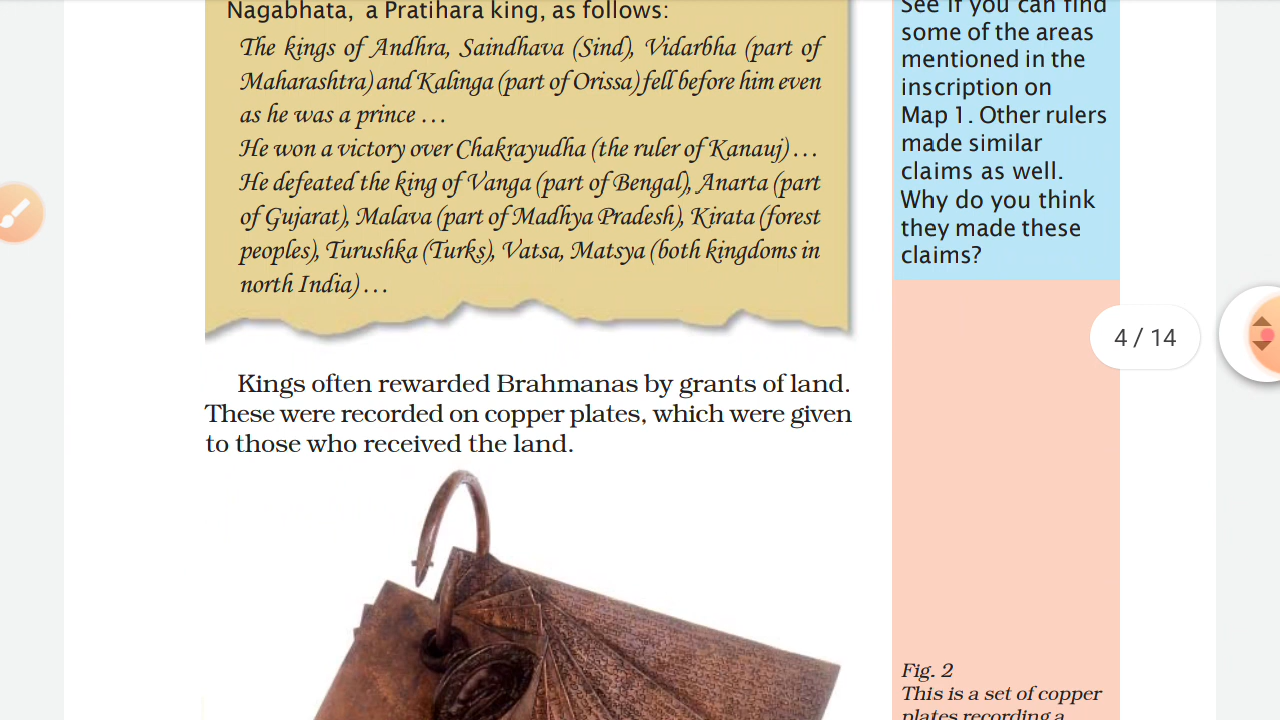 Nagabhata, a Pratihara king, as follows:
The kings of Andhra, Saindhava (Sind), Vidarbha (part of
Maharashtra) and Kalinga (part of Orissa) fell before him even
as he was a prince …
He won a victory over Chakrayudha (the ruler of Kanauj) …
He defeated the king of Vanga (part of Bengal), Anarta (part
of Gujarat), Malava (part of Madhya Pradesh), Kirata (forest
peoples), Turushka (Turks), Vatsa, Matsya (both kingdoms in
north India) …
Kings often rewarded Brahmanas by grants of land.
These were recorded on copper plates, which were given
to those who received the land.
See if you can find
some of the areas
mentioned in the
inscription on
Map 1. Other rulers
made similar
claims as well.
Why do you think
they made these
claims?
4 / 14
Fig. 2
This is a set of copper
plates recording a